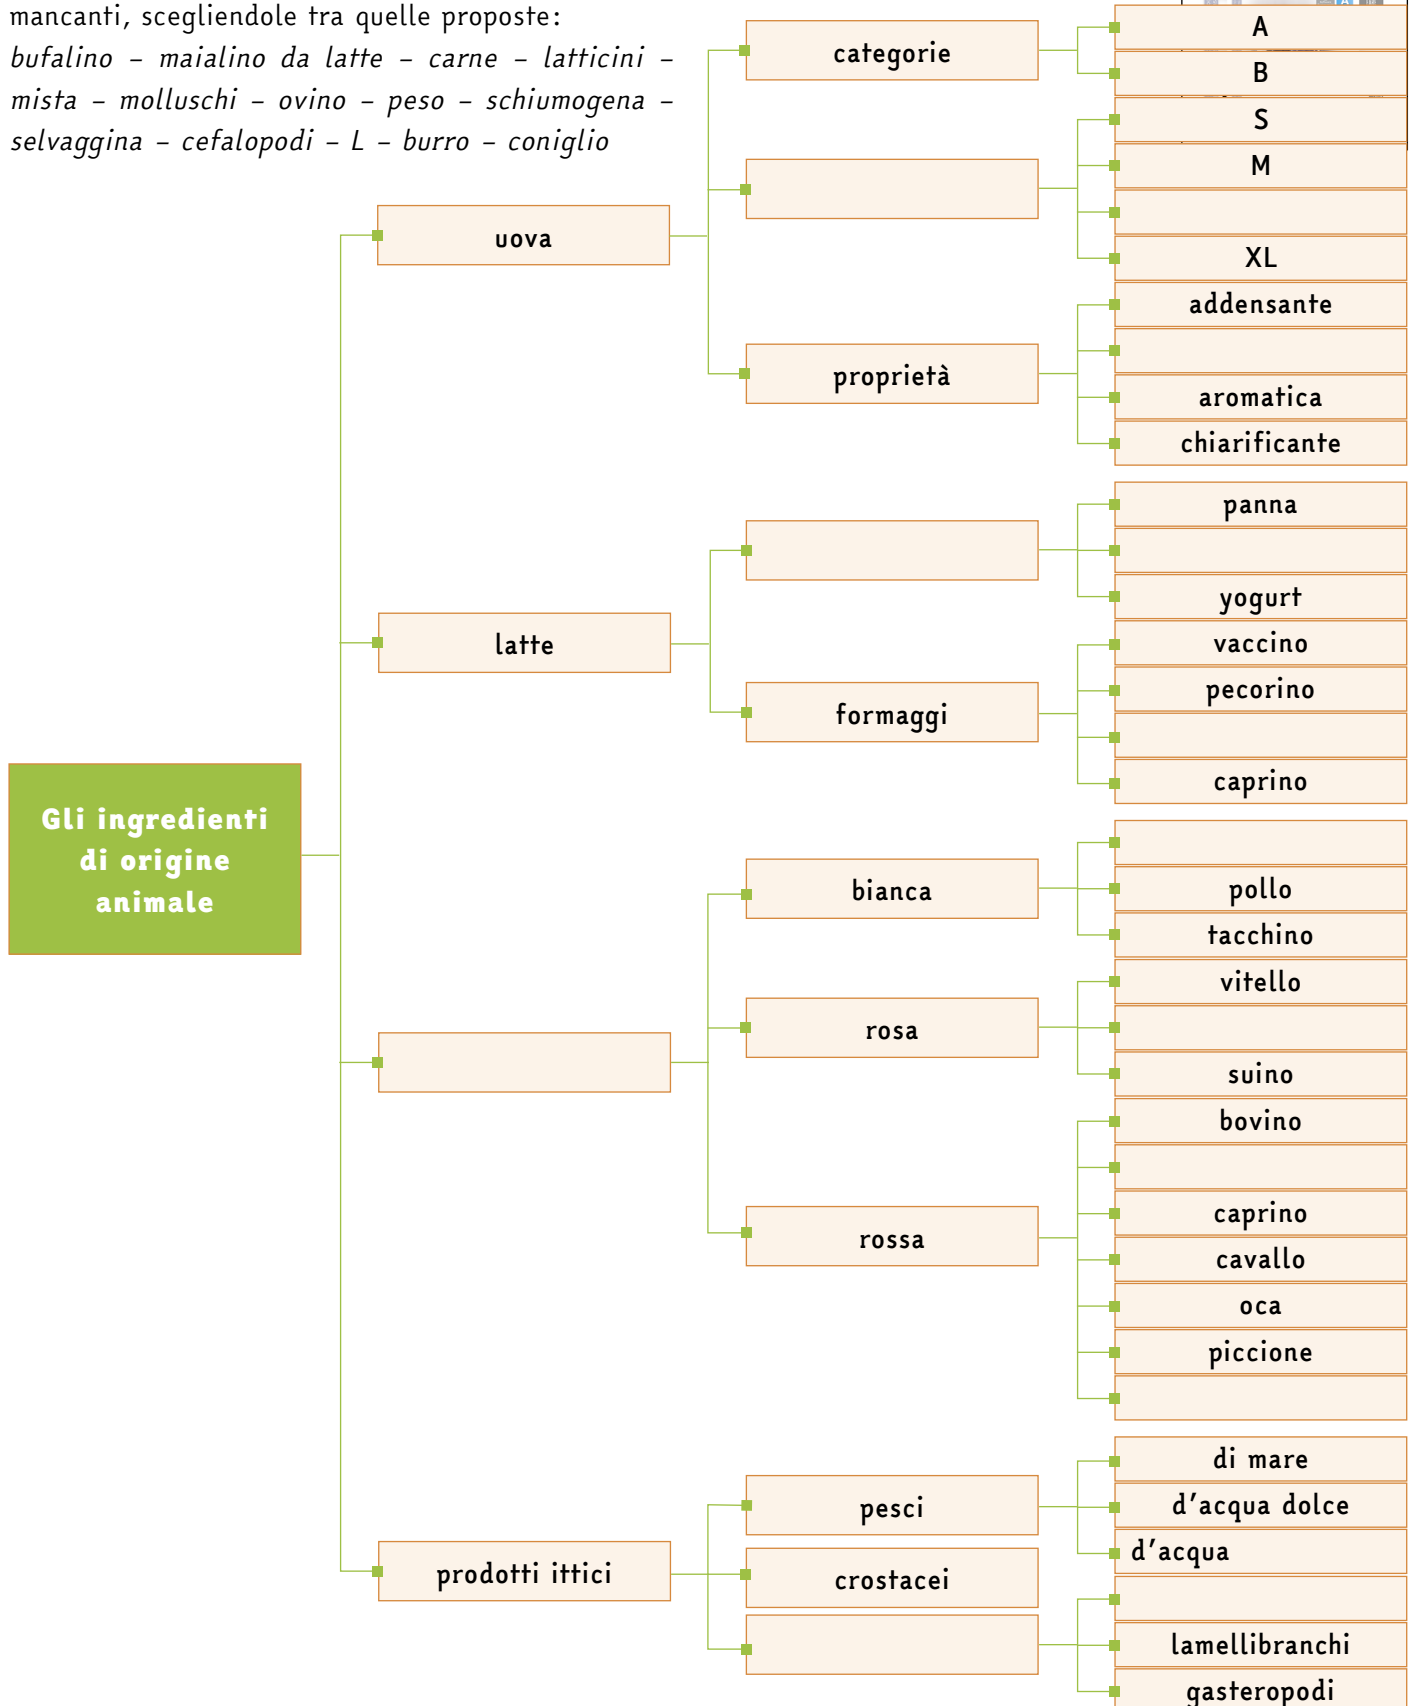 mancanti, scegliendole tra quelle proposte:
bufalino – maialino da latte – carne – latticini –
mista – molluschi – ovino – peso – schiumogena –
selvaggina – cefalopodi – L – burro – coniglio
Gli ingredienti
di origine
animale
uova
categorie
A
B
S
M
XL
proprietà
addensante
aromatica
chiarificante
latte
panna
yogurt
formaggi
vaccino
pecorino
caprino
bianca
pollo
tacchino
rosa
vitello
suino
rossa
bovino
caprino
cavallo
oca
piccione
prodotti ittici
pesci
di mare
d'acqua dolce
d'acqua
crostacei
lamellibranchi
gasteropodi